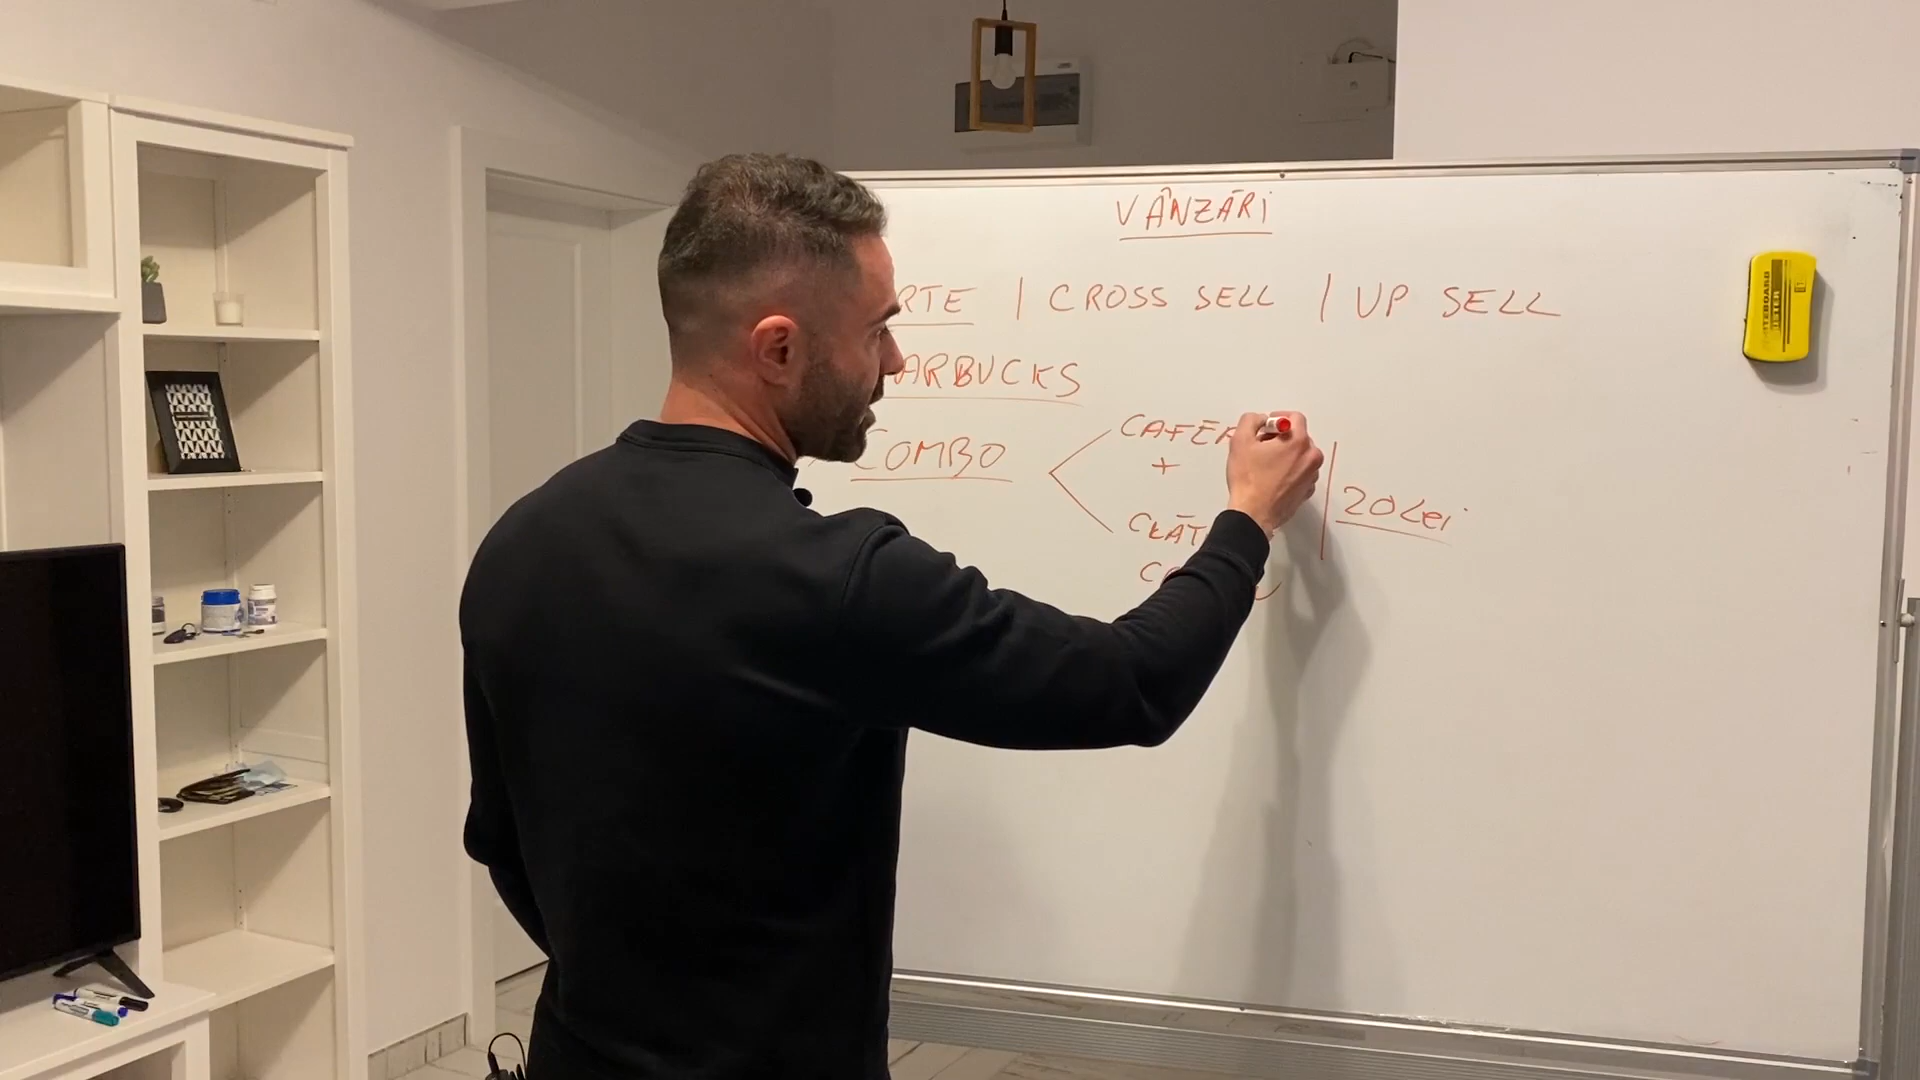 VÂNZĂRI
RTE | CROSS SELL | UP SELL
ARBUCKS
COMBO
CAFEA
+
20 Lei
CLĂT